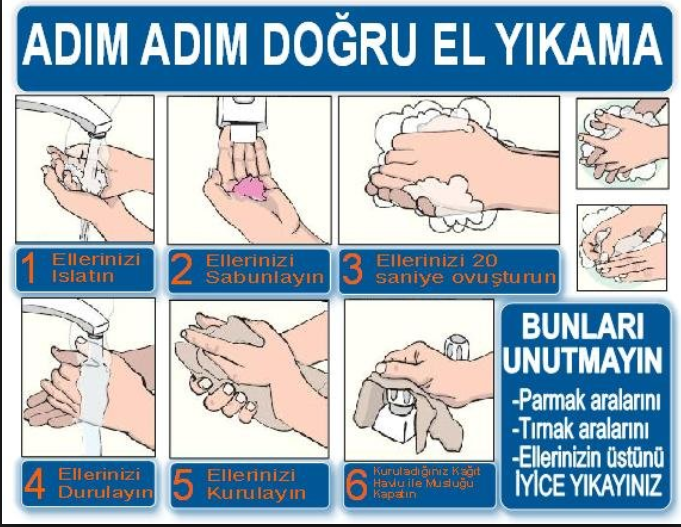 ADIM ADIM DOĞRU EL YIKAMA
1 Ellerinizi
Islatın
2 Ellerinizi
Sabunlayın
3 Ellerinizi 20
saniye ovuşturun
4 Ellerinizi
Durulayın
5 Ellerinizi
Kurulayın
6 Kuruladığınız Kağıt
Havlu ile Musluğu
Kapatın
BUNLARI
UNUTMAYIN
-Parmak aralarını
-Tırnak aralarını
-Ellerinizin üstünü
İYİCE YIKAYINIZ